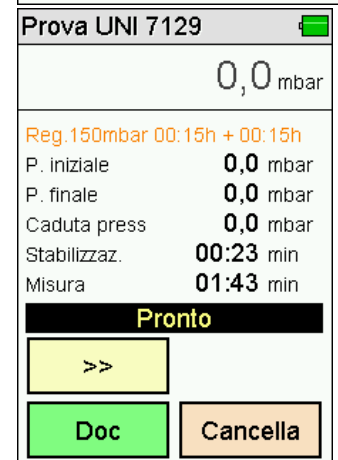 Prova UNI 7129
0,0 mbar
Reg.150mbar 00:15h + 00:15h
P. iniziale 0,0 mbar
P. finale 0,0 mbar
Caduta press 0,0 mbar
Stabilizzaz. 00:23 min
Misura 01:43 min
Pronto
>>
Doc Cancella